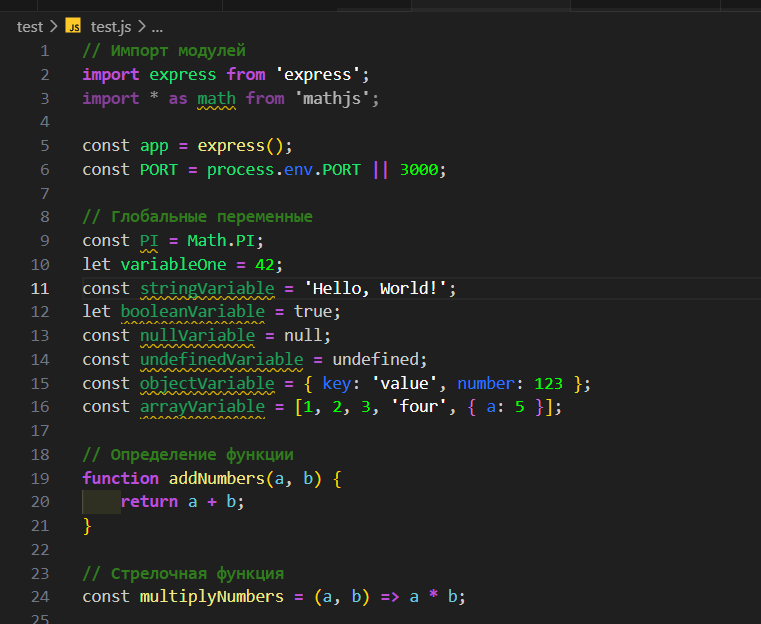 test > JS test.js > ...
1 // Импорт модулей
2 import express from 'express';
3 import * as math from 'mathjs';
4
5 const app = express();
6 const PORT = process.env.PORT || 3000;
7
8 // Глобальные переменные
9 const PI = Math.PI;
10 let variableOne = 42;
11 const stringVariable = 'Hello, World!';
12 let booleanVariable = true;
13 const nullVariable = null;
14 const undefinedVariable = undefined;
15 const objectVariable = { key: 'value', number: 123 };
16 const arrayVariable = [1, 2, 3, 'four', { a: 5 }];
17
18 // Определение функции
19 function addNumbers(a, b) {
20     return a + b;
21 }
22
23 // Стрелочная функция
24 const multiplyNumbers = (a, b) => a * b;
25